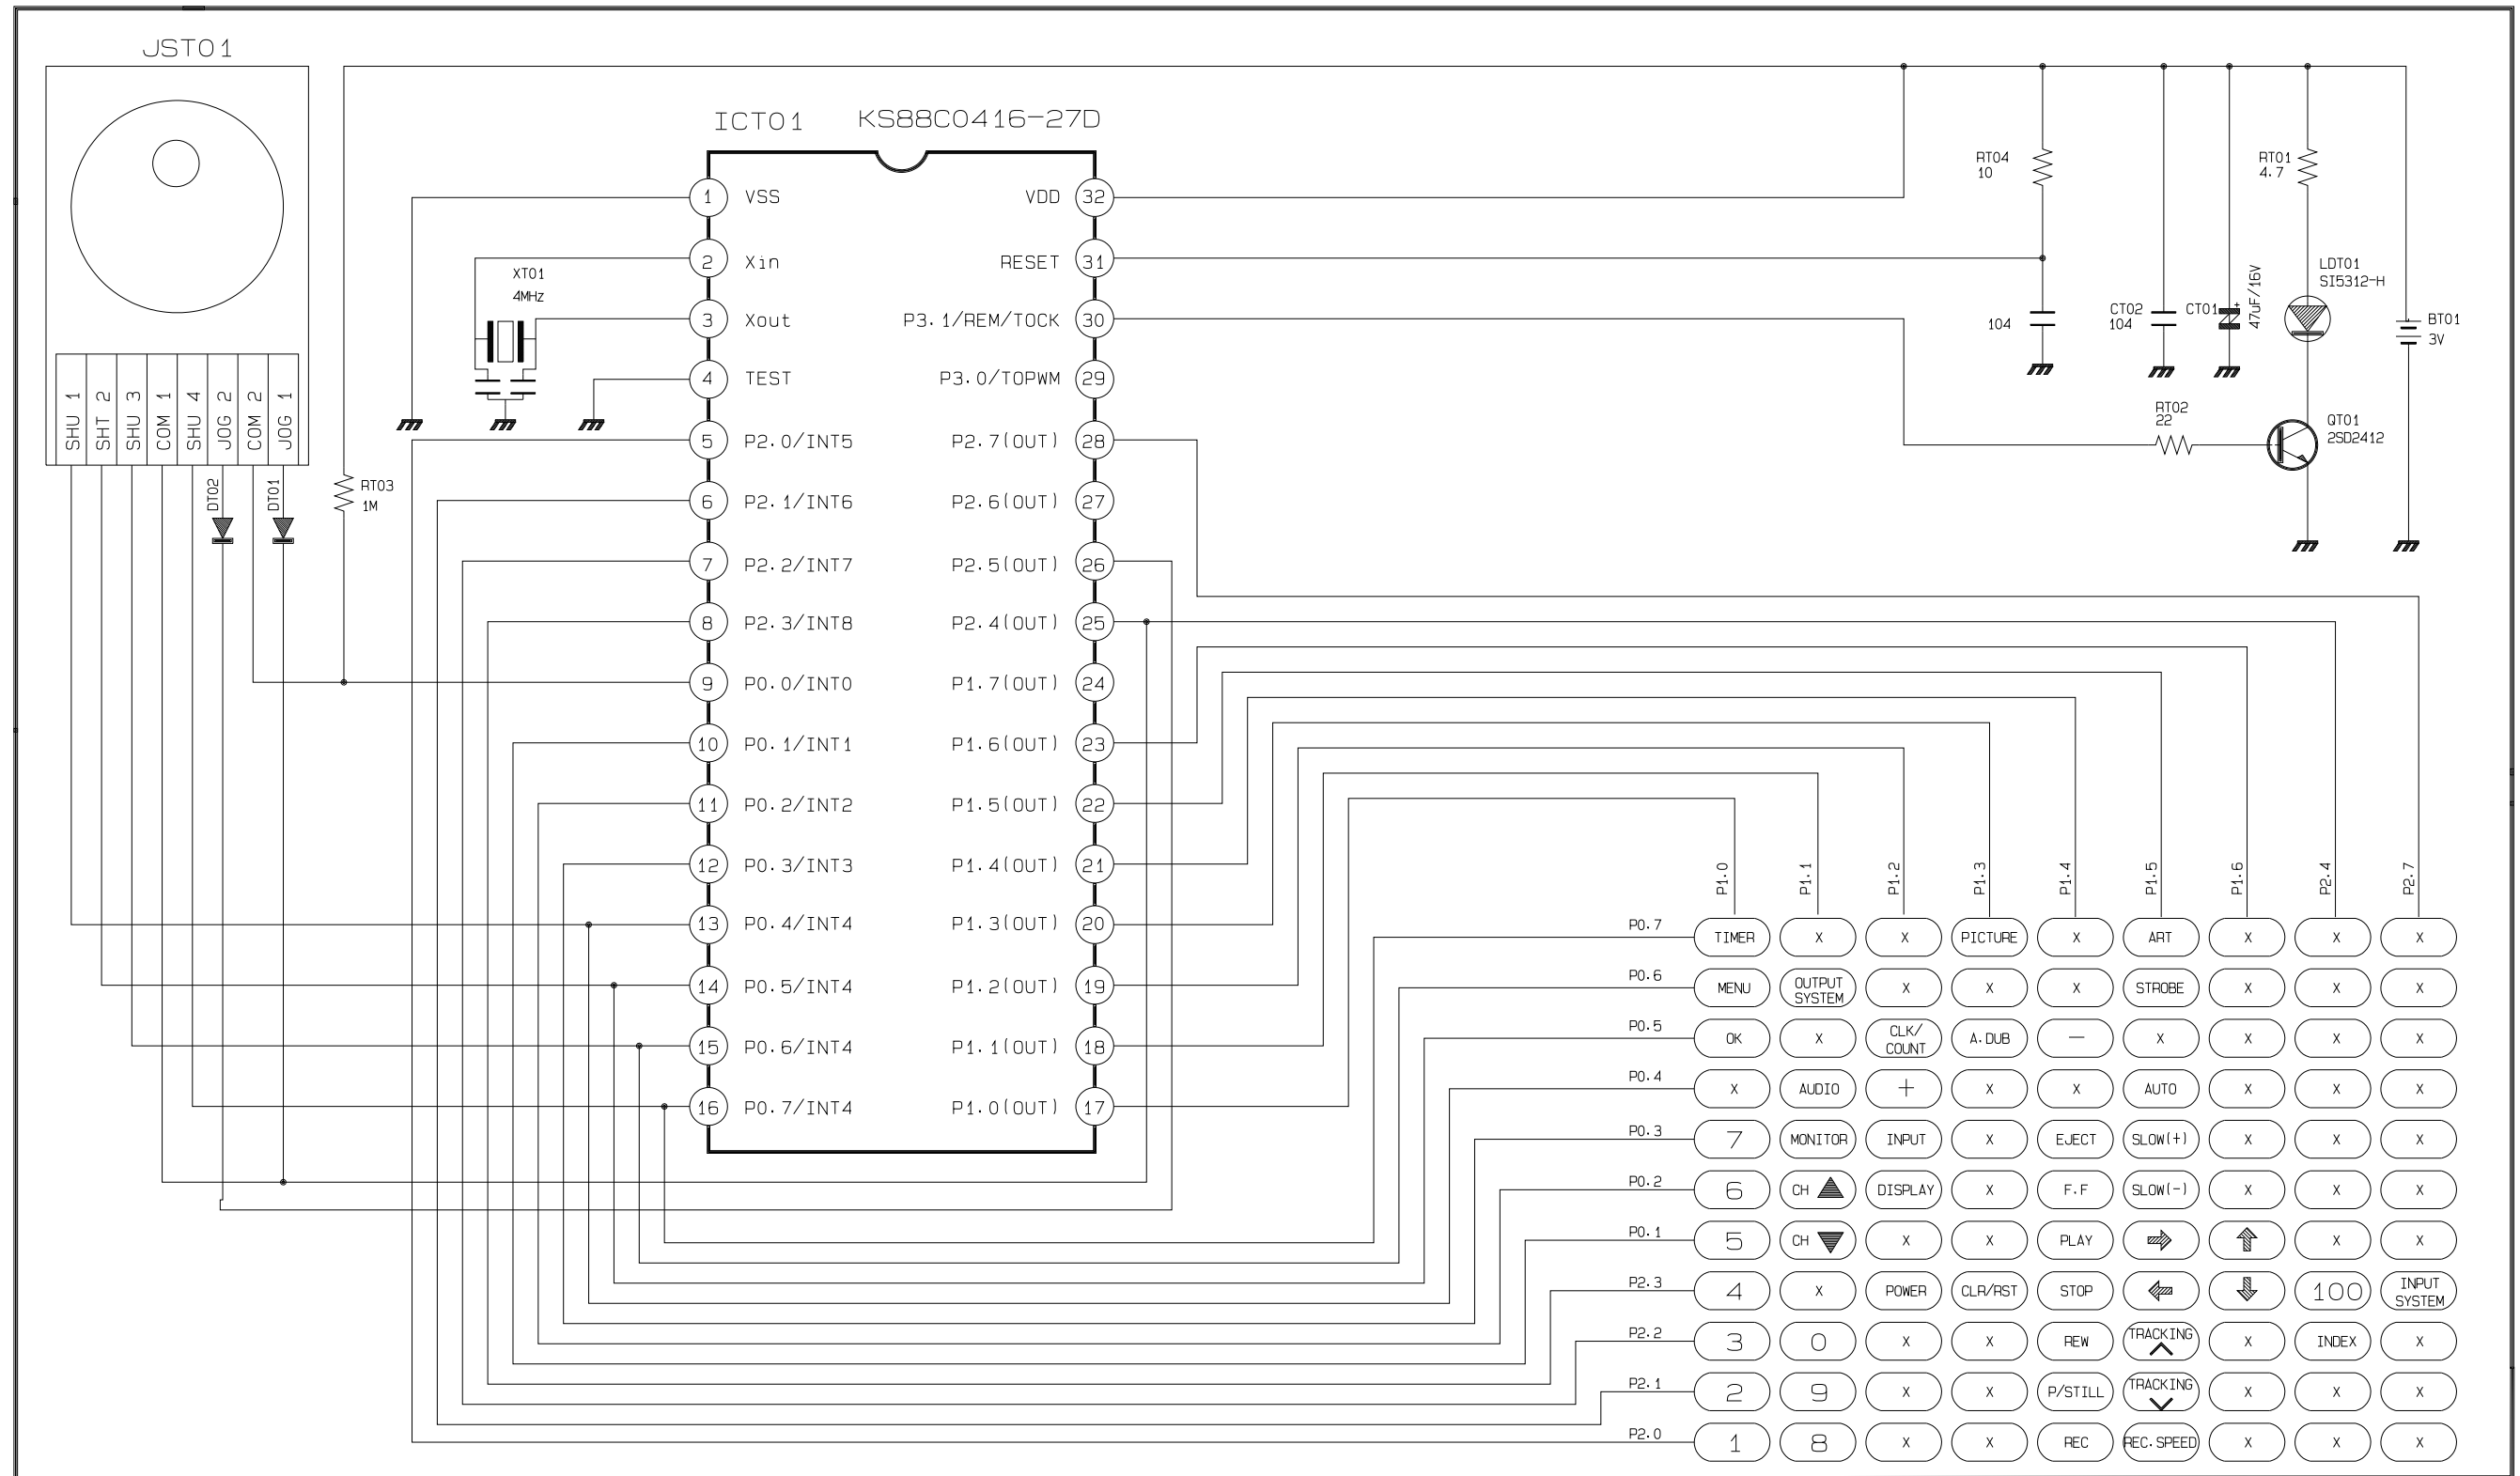 JST01
ICT01 KS88C0416-27D
SHU 1
SHT 2
SHU 3
COM 1
SHU 4
JOG 2
COM 2
JOG 1
DT02
DT01
RT03
1M
XT01
4MHz
1 VSS
2 Xin
3 Xout
4 TEST
5 P2.0/INT5
6 P2.1/INT6
7 P2.2/INT7
8 P2.3/INT8
9 P0.0/INT0
10 P0.1/INT1
11 P0.2/INT2
12 P0.3/INT3
13 P0.4/INT4
14 P0.5/INT4
15 P0.6/INT4
16 P0.7/INT4
VDD 32
RESET 31
P3.1/REM/TOCK 30
P3.0/TOPWM 29
P2.7(OUT) 28
P2.6(OUT) 27
P2.5(OUT) 26
P2.4(OUT) 25
P1.7(OUT) 24
P1.6(OUT) 23
P1.5(OUT) 22
P1.4(OUT) 21
P1.3(OUT) 20
P1.2(OUT) 19
P1.1(OUT) 18
P1.0(OUT) 17
RT04
10
104
CT02
104
CT01
47uF/16V
RT01
4.7
LDT01
SI5312-H
BT01
3V
RT02
22
QT01
2SD2412
P1.0 P1.1 P1.2 P1.3 P1.4 P1.5 P1.6 P2.4 P2.7
P0.7 TIMER X X PICTURE X ART X X X
P0.6 MENU OUTPUT SYSTEM X X X STROBE X X X
P0.5 OK X CLK/COUNT A.DUB — X X X X
P0.4 X AUDIO + X X AUTO X X X
P0.3 7 MONITOR INPUT X EJECT SLOW(+) X X X
P0.2 6 CH DISPLAY X F.F SLOW(-) X X X
P0.1 5 CH X X PLAY X X
P2.3 4 X POWER CLR/RST STOP 100 INPUT SYSTEM
P2.2 3 0 X X REW TRACKING X INDEX X
P2.1 2 9 X X P/STILL TRACKING X X X
P2.0 1 8 X X REC REC.SPEED X X X